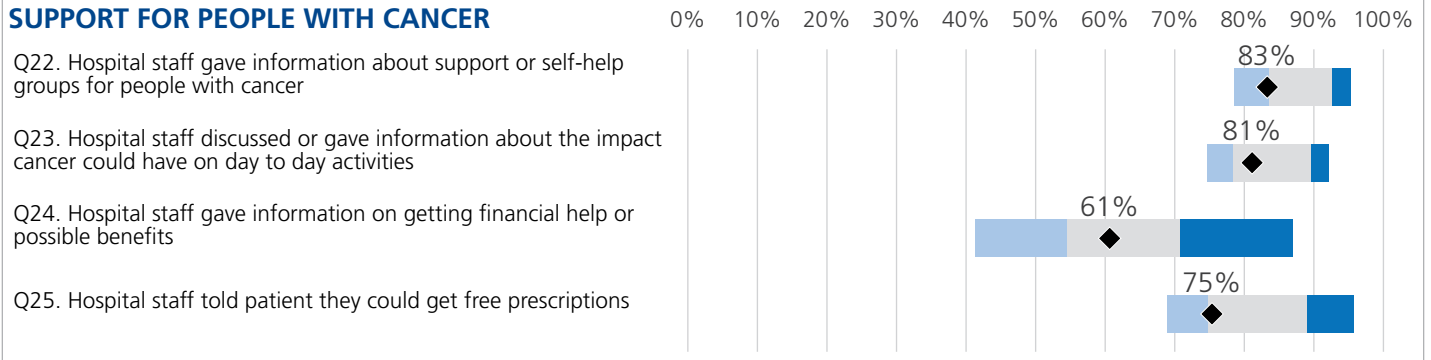 SUPPORT FOR PEOPLE WITH CANCER
0% 10% 20% 30% 40% 50% 60% 70% 80% 90% 100%
Q22. Hospital staff gave information about support or self-help
groups for people with cancer
83%
Q23. Hospital staff discussed or gave information about the impact
cancer could have on day to day activities
81%
Q24. Hospital staff gave information on getting financial help or
possible benefits
61%
Q25. Hospital staff told patient they could get free prescriptions
75%